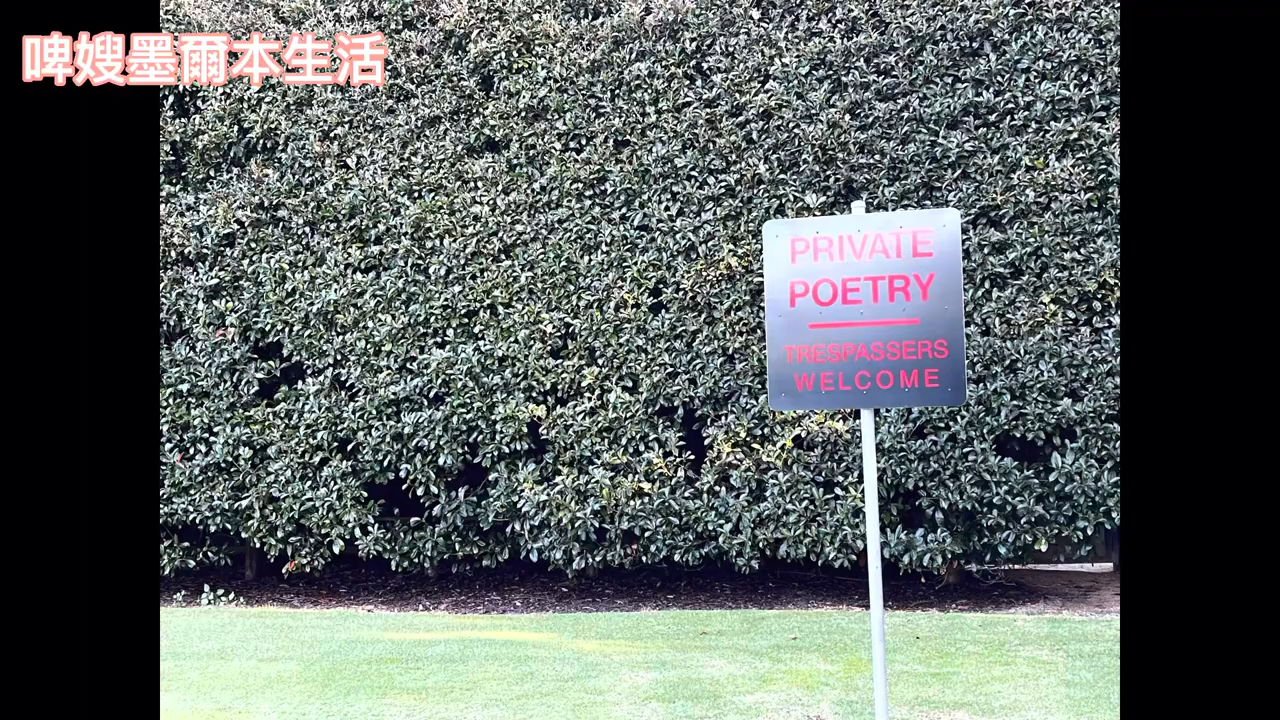 啤嫂墨爾本生活
PRIVATE
POETRY
TRESPASSERS
WELCOME